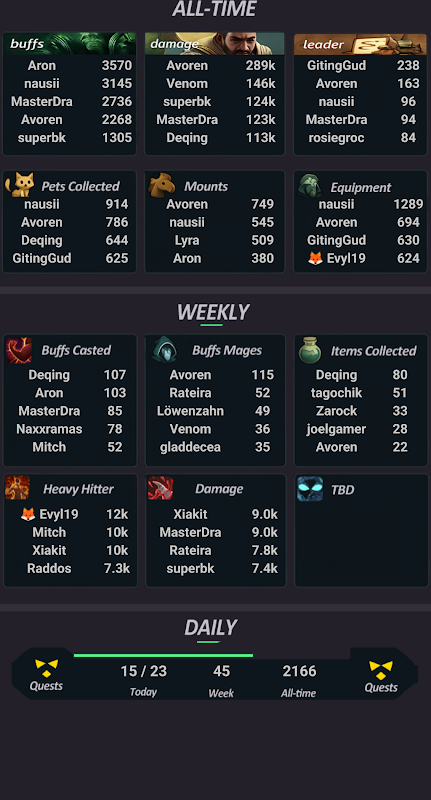 ALL-TIME
buffs
Aron 3570
nausii 3145
MasterDra 2736
Avoren 2268
superbk 1305
damage
Avoren 289k
Venom 146k
superbk 124k
MasterDra 123k
Deqing 113k
leader
GitingGud 238
Avoren 163
nausii 96
MasterDra 94
rosiegroc 84
Pets Collected
nausii 914
Avoren 786
Deqing 644
GitingGud 625
Mounts
Avoren 749
nausii 545
Lyra 509
Aron 380
Equipment
nausii 1289
Avoren 694
GitingGud 630
🦊 Evyl19 624
WEEKLY
Buffs Casted
Deqing 107
Aron 103
MasterDra 85
Naxxramas 78
Mitch 52
Buffs Mages
Avoren 115
Rateira 52
Löwenzahn 49
Venom 36
gladdecea 35
Items Collected
Deqing 80
tagochik 51
Zarock 33
joelgamer 28
Avoren 22
Heavy Hitter
🦊 Evyl19 12k
Mitch 10k
Xiakit 10k
Raddos 7.3k
Damage
Xiakit 9.0k
MasterDra 9.0k
Rateira 7.8k
superbk 7.4k
TBD
DAILY
Quests
15 / 23 45 2166
Today Week All-time
Quests